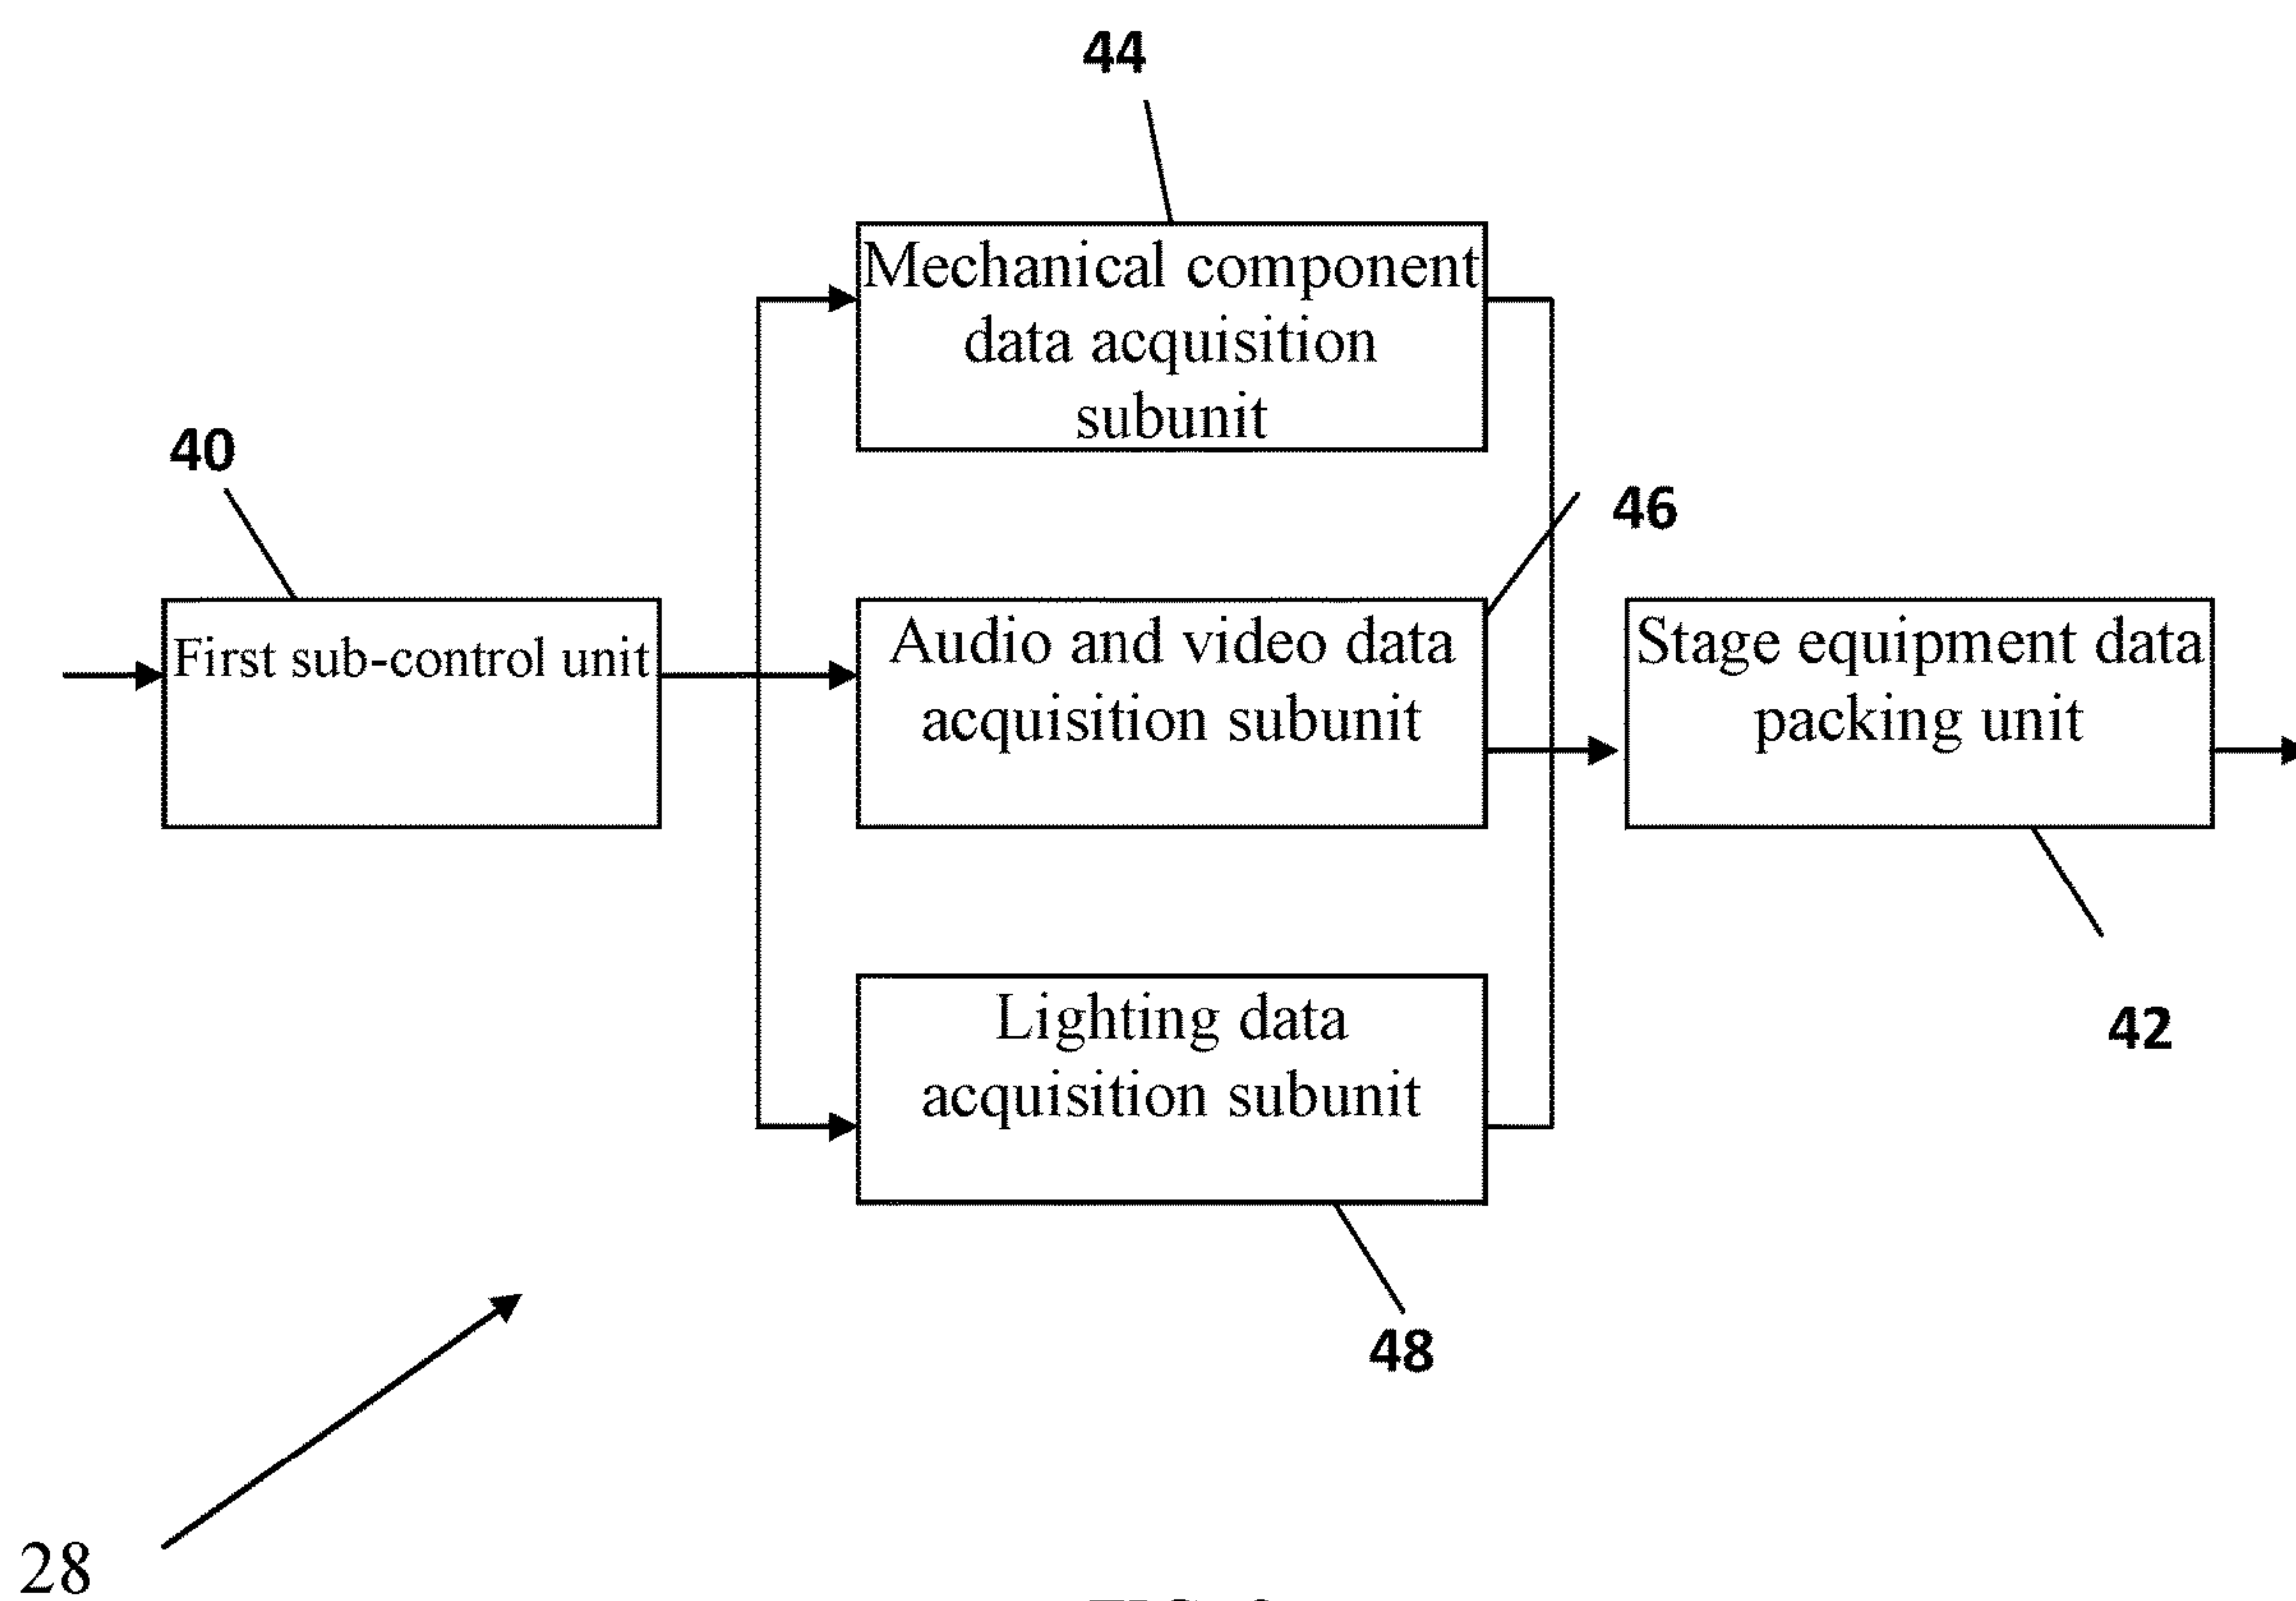 44
Mechanical component
data acquisition
subunit
40
46
First sub-control unit
Audio and video data
acquisition subunit
Stage equipment data
packing unit
Lighting data
acquisition subunit
42
48
28